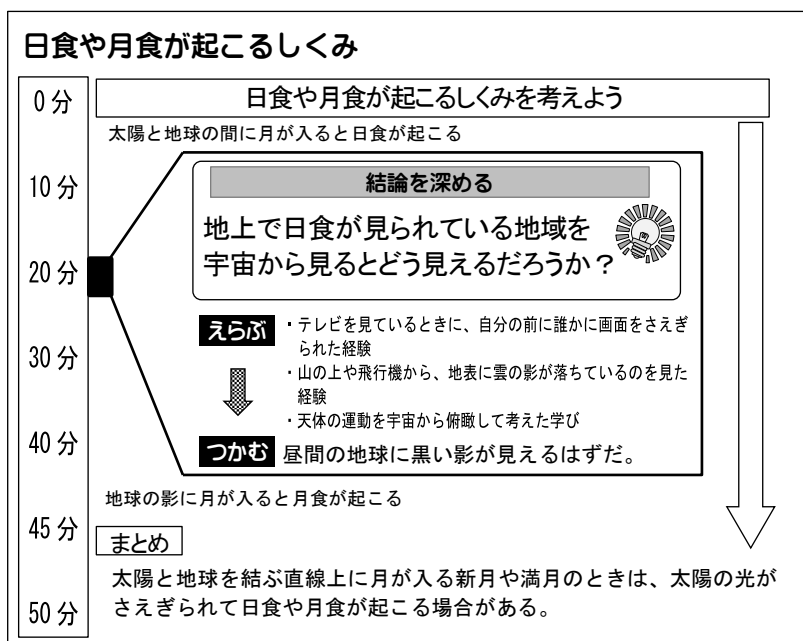 日食や月食が起こるしくみ
0分
日食や月食が起こるしくみを考えよう
太陽と地球の間に月が入ると日食が起こる
10分
結論を深める
地上で日食が見られている地域を
宇宙から見るとどう見えるだろうか？
20分
えらぶ
・テレビを見ているときに、自分の前に誰かに画面をさえぎ
られた経験
30分
・山の上や飛行機から、地表に雲の影が落ちているのを見た
経験
・天体の運動を宇宙から俯瞰して考えた学び
40分
つかむ
昼間の地球に黒い影が見えるはずだ。
地球の影に月が入ると月食が起こる
45分
まとめ
太陽と地球を結ぶ直線上に月が入る新月や満月のときは、太陽の光が
さえぎられて日食や月食が起こる場合がある。
50分